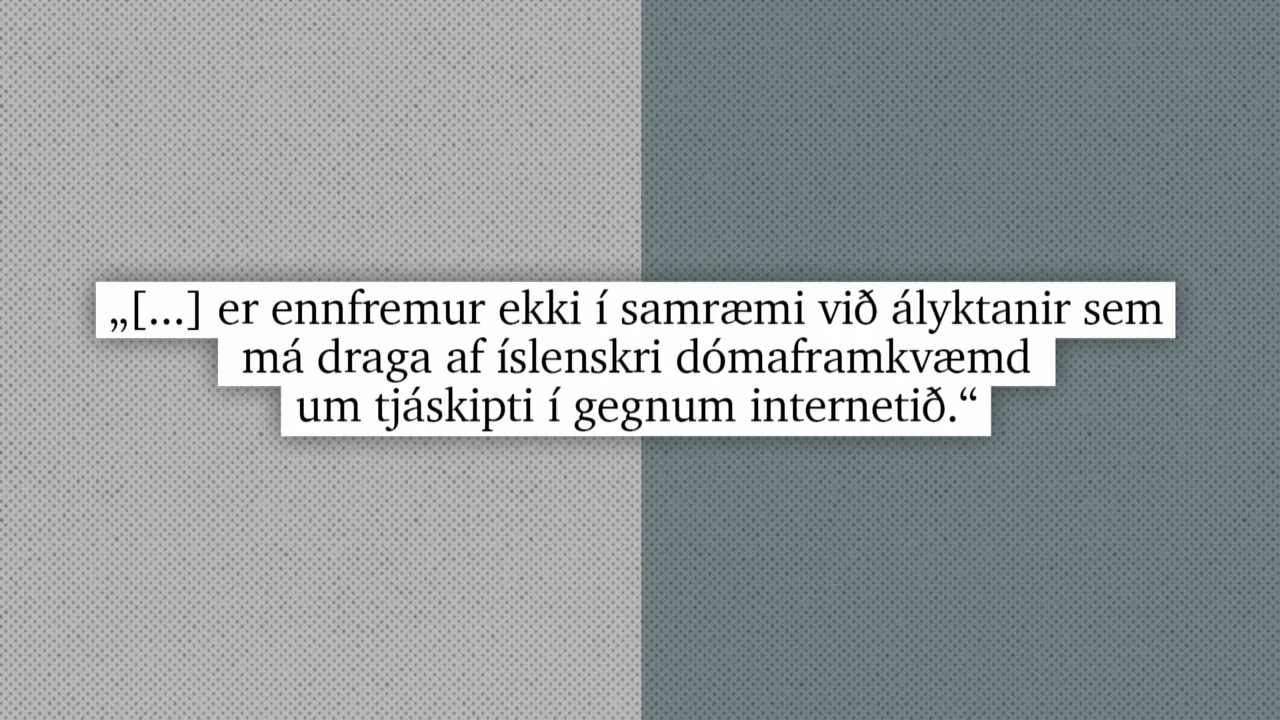 „[...] er ennfremur ekki í samræmi við ályktanir sem
má draga af íslenskri dómaframkvæmd
um tjáskipti í gegnum internetið.“